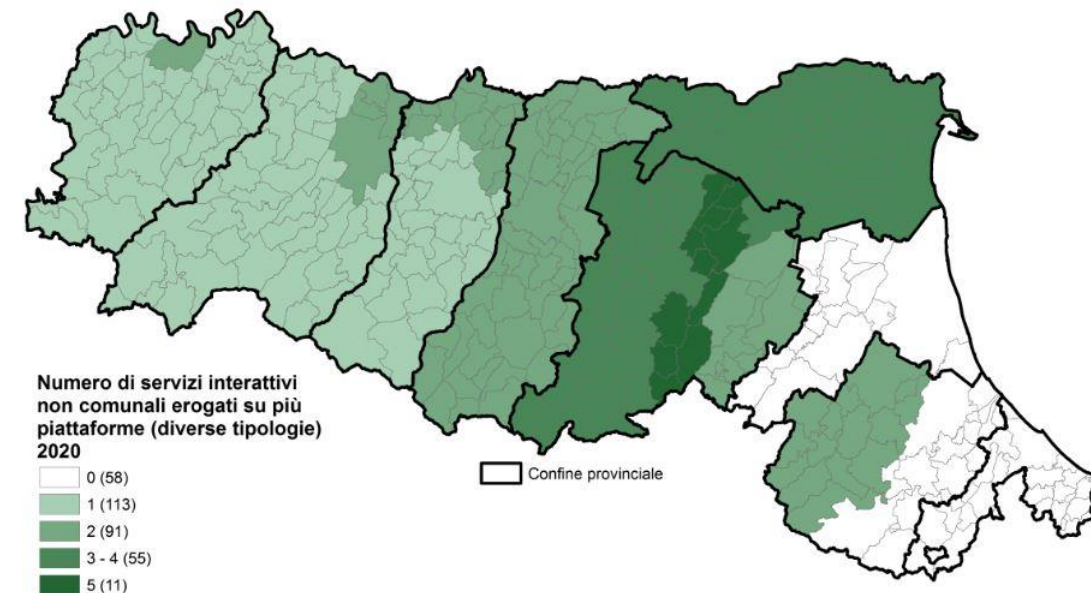 Numero di servizi interattivi
non comunali erogati su più
piattaforme (diverse tipologie)
2020
0 (58)
1 (113)
2 (91)
3 - 4 (55)
5 (11)
Confine provinciale